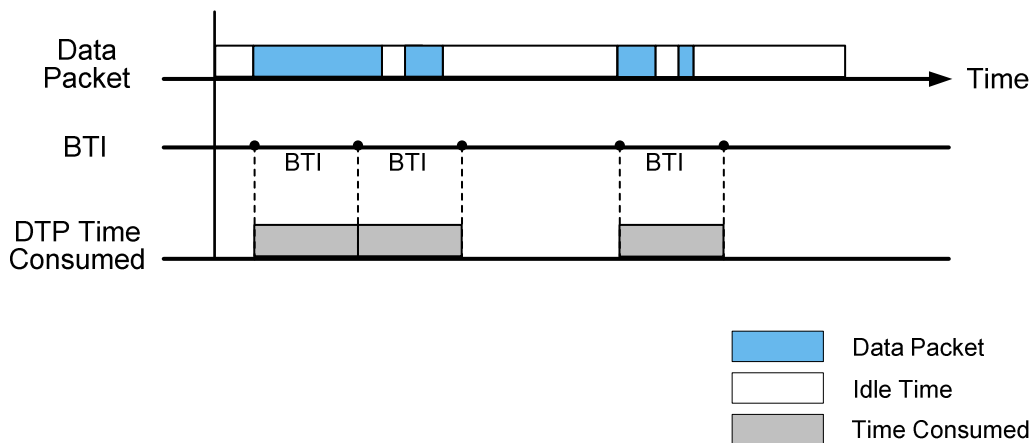 Data
Packet
Time
BTI
BTI
BTI
BTI
DTP Time
Consumed
Data Packet
Idle Time
Time Consumed